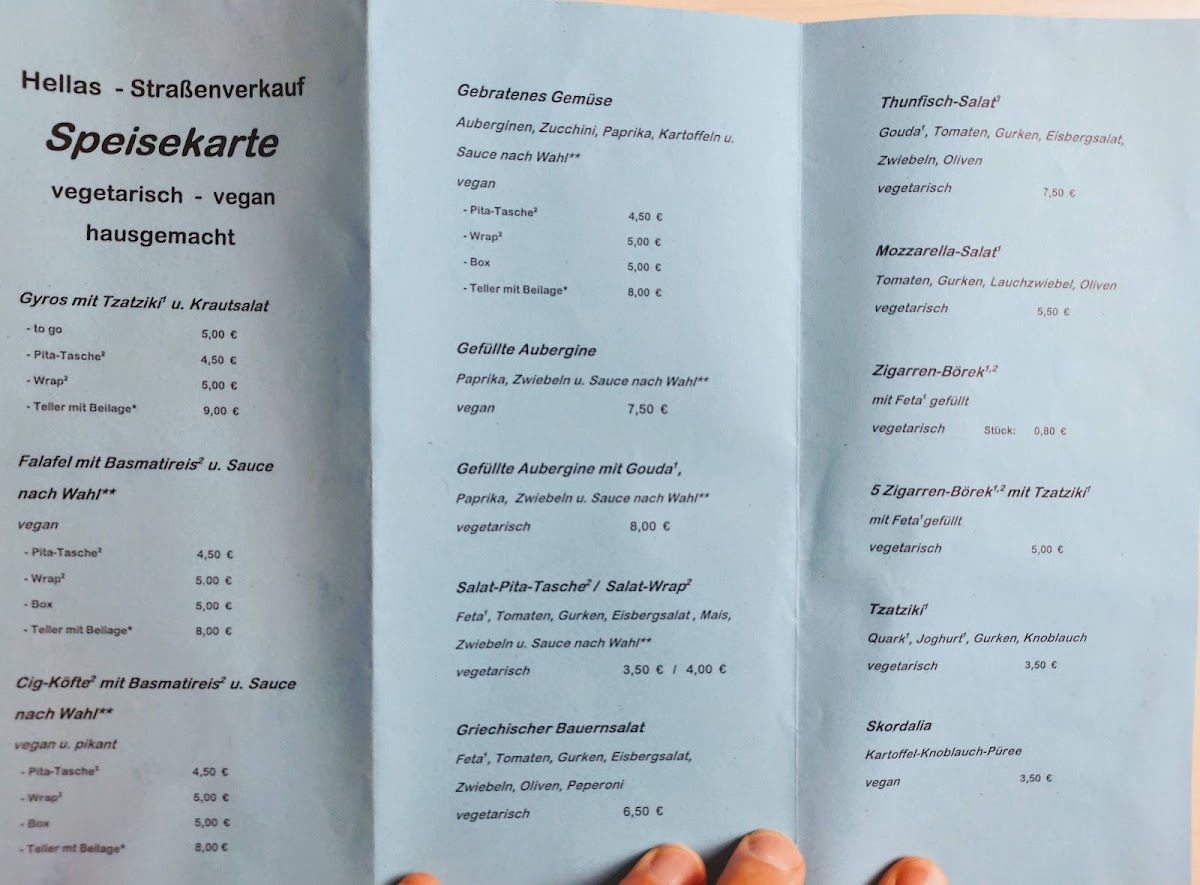 Hellas - Straßenverkauf
Speisekarte
vegetarisch - vegan
hausgemacht
Gyros mit Tzatziki¹ u. Krautsalat
- to go 5,00 €
- Pita-Tasche² 4,50 €
- Wrap² 5,00 €
- Teller mit Beilage* 9,00 €
Falafel mit Basmatireis² u. Sauce
nach Wahl**
vegan
- Pita-Tasche² 4,50 €
- Wrap² 5.00 €
- Box 5,00 €
- Teller mit Beilage* 8,00 €
Cig-Köfte² mit Basmatireis² u. Sauce
nach Wahl**
vegan u. pikant
- Pita-Tasche² 4,50 €
- Wrap² 5,00 €
- Box 5,00 €
- Teller mt Beilage* 8,00 €
Gebratenes Gemüse
Auberginen, Zucchini, Paprika, Kartoffeln u.
Sauce nach Wahl**
vegan
- Pita-Tasche² 4,50 €
- Wrap² 5,00 €
- Box 5,00 €
- Teller mit Beilage* 8,00 €
Gefüllte Aubergine
Paprika, Zwiebeln u. Sauce nach Wahl**
vegan 7,50 €
Gefüllte Aubergine mit Gouda¹,
Paprika, Zwiebeln u. Sauce nach Wahl**
vegetarisch 8,00 €
Salat-Pita-Tasche² / Salat-Wrap²
Feta¹, Tomaten, Gurken, Eisbergsalat , Mais,
Zwiebeln u. Sauce nach Wahl**
vegetarisch 3,50 € / 4,00 €
Griechischer Bauernsalat
Feta¹, Tomaten, Gurken, Eisbergsalat,
Zwiebeln, Oliven, Peperoni
vegetarisch 6,50 €
Thunfisch-Salat³
Gouda¹, Tomaten, Gurken, Eisbergsalat,
Zwiebeln, Oliven
vegetarisch 7,50 €
Mozzarella-Salat¹
Tomaten, Gurken, Lauchzwiebel, Oliven
vegetarisch 5,50 €
Zigarren-Börek¹,²
mit Feta¹ gefüllt
vegetarisch Stück: 0,80 €
5 Zigarren-Börek¹,² mit Tzatziki¹
mit Feta¹ gefüllt
vegetarisch 5,00 €
Tzatziki¹
Quark¹, Joghurt¹, Gurken, Knoblauch
vegetarisch 3,50 €
Skordalia
Kartoffel-Knoblauch-Püree
vegan 3,50 €